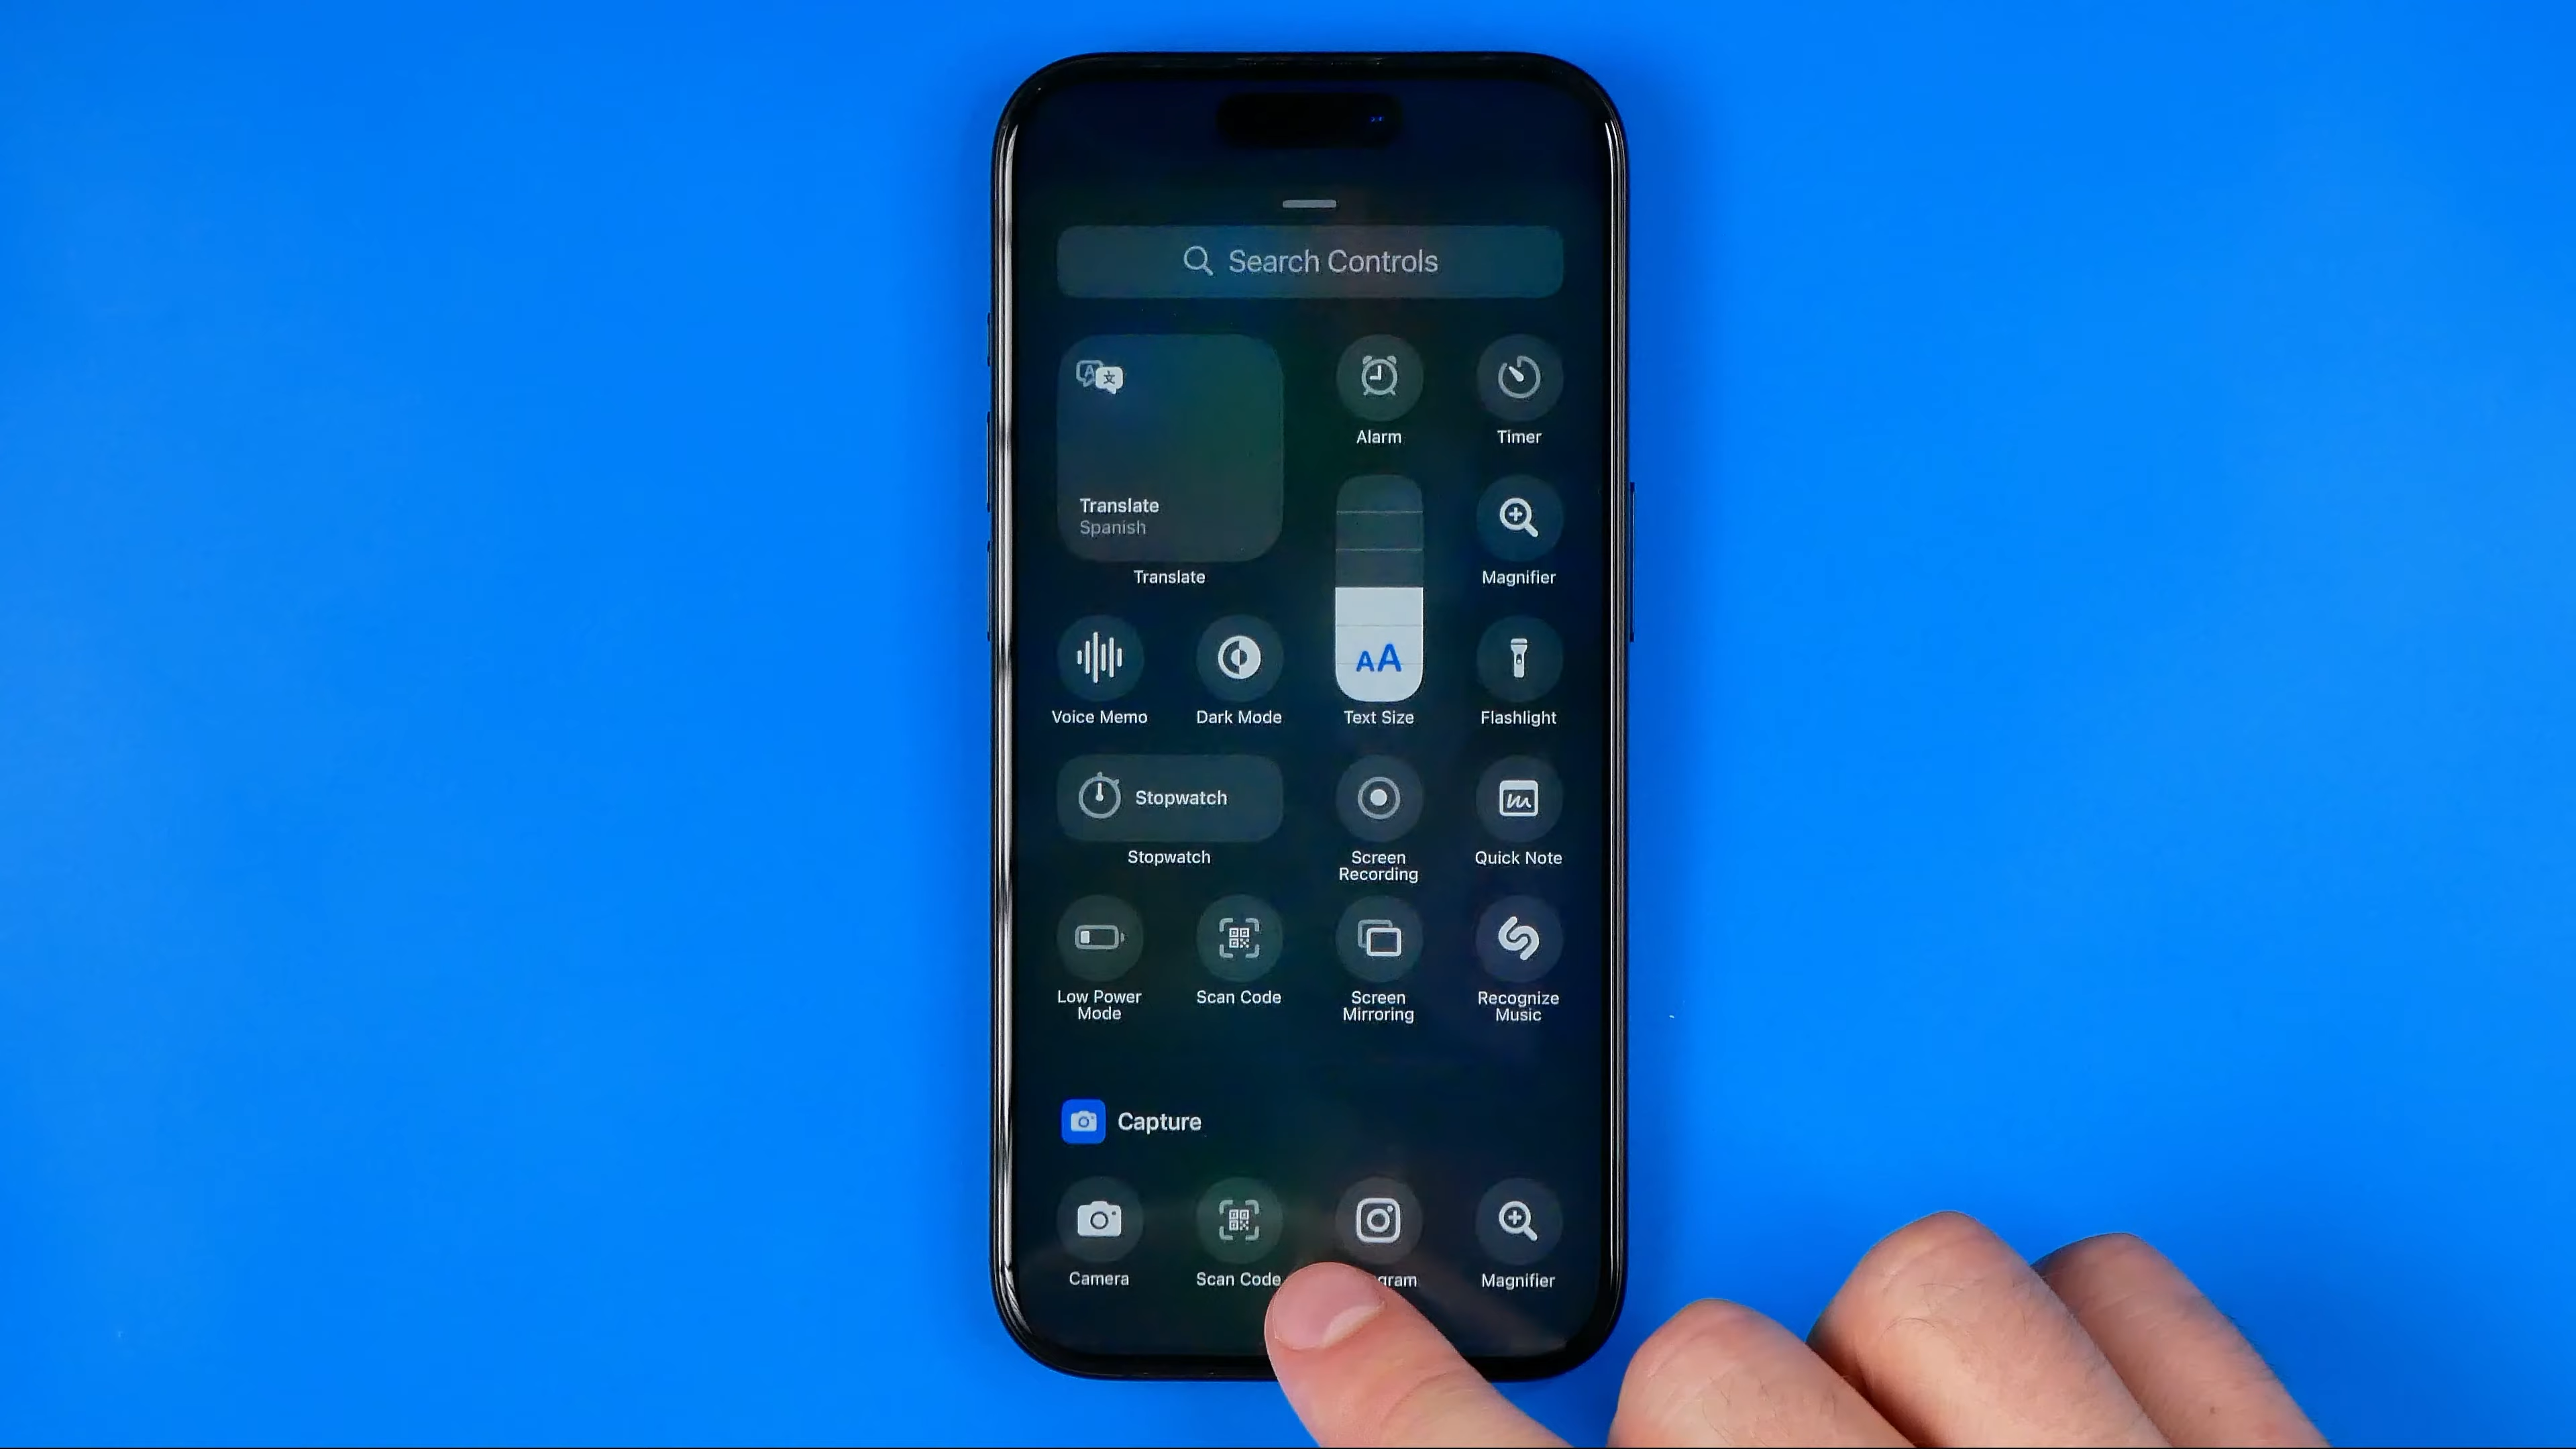 Search Controls
Alarm
Timer
Translate
Spanish
Translate
Magnifier
AA
Voice Memo
Dark Mode
Text Size
Flashlight
Stopwatch
Stopwatch
Screen
Recording
Quick Note
Low Power
Mode
Scan Code
Screen
Mirroring
Recognize
Music
Capture
Camera
Scan Code
gram
Magnifier